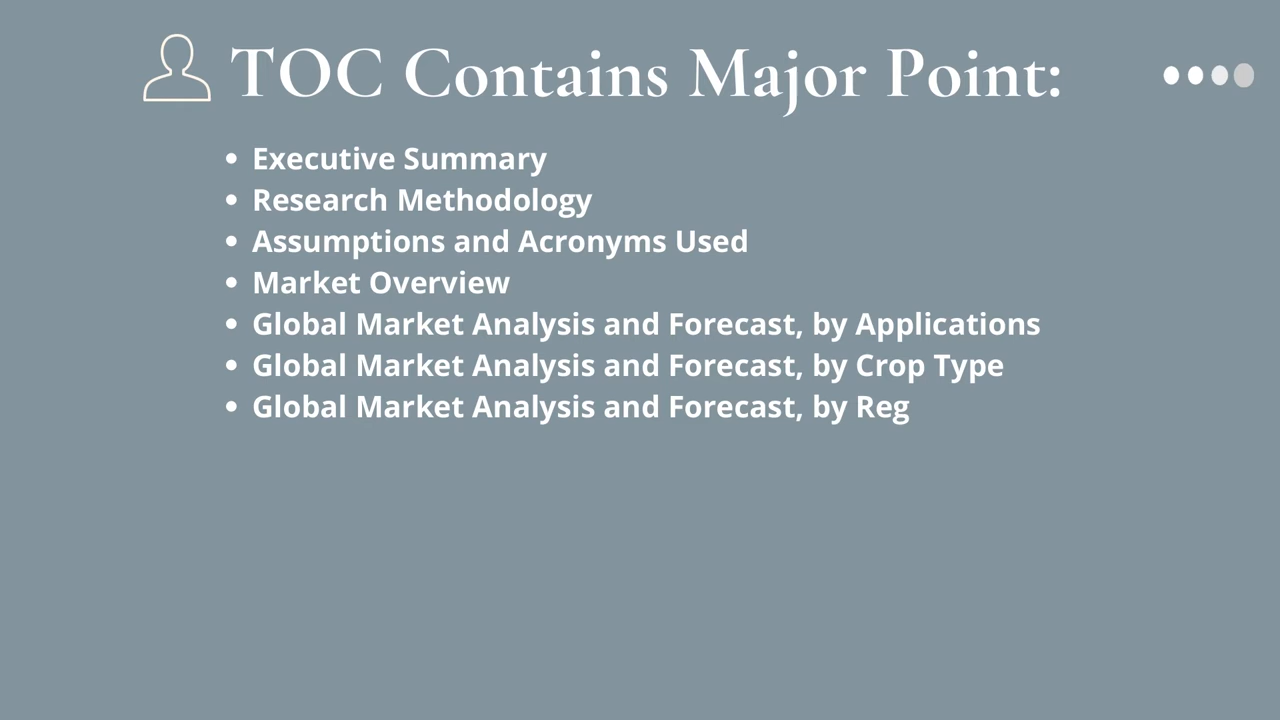 TOC Contains Major Point:
• Executive Summary
• Research Methodology
• Assumptions and Acronyms Used
• Market Overview
• Global Market Analysis and Forecast, by Applications
• Global Market Analysis and Forecast, by Crop Type
• Global Market Analysis and Forecast, by Reg